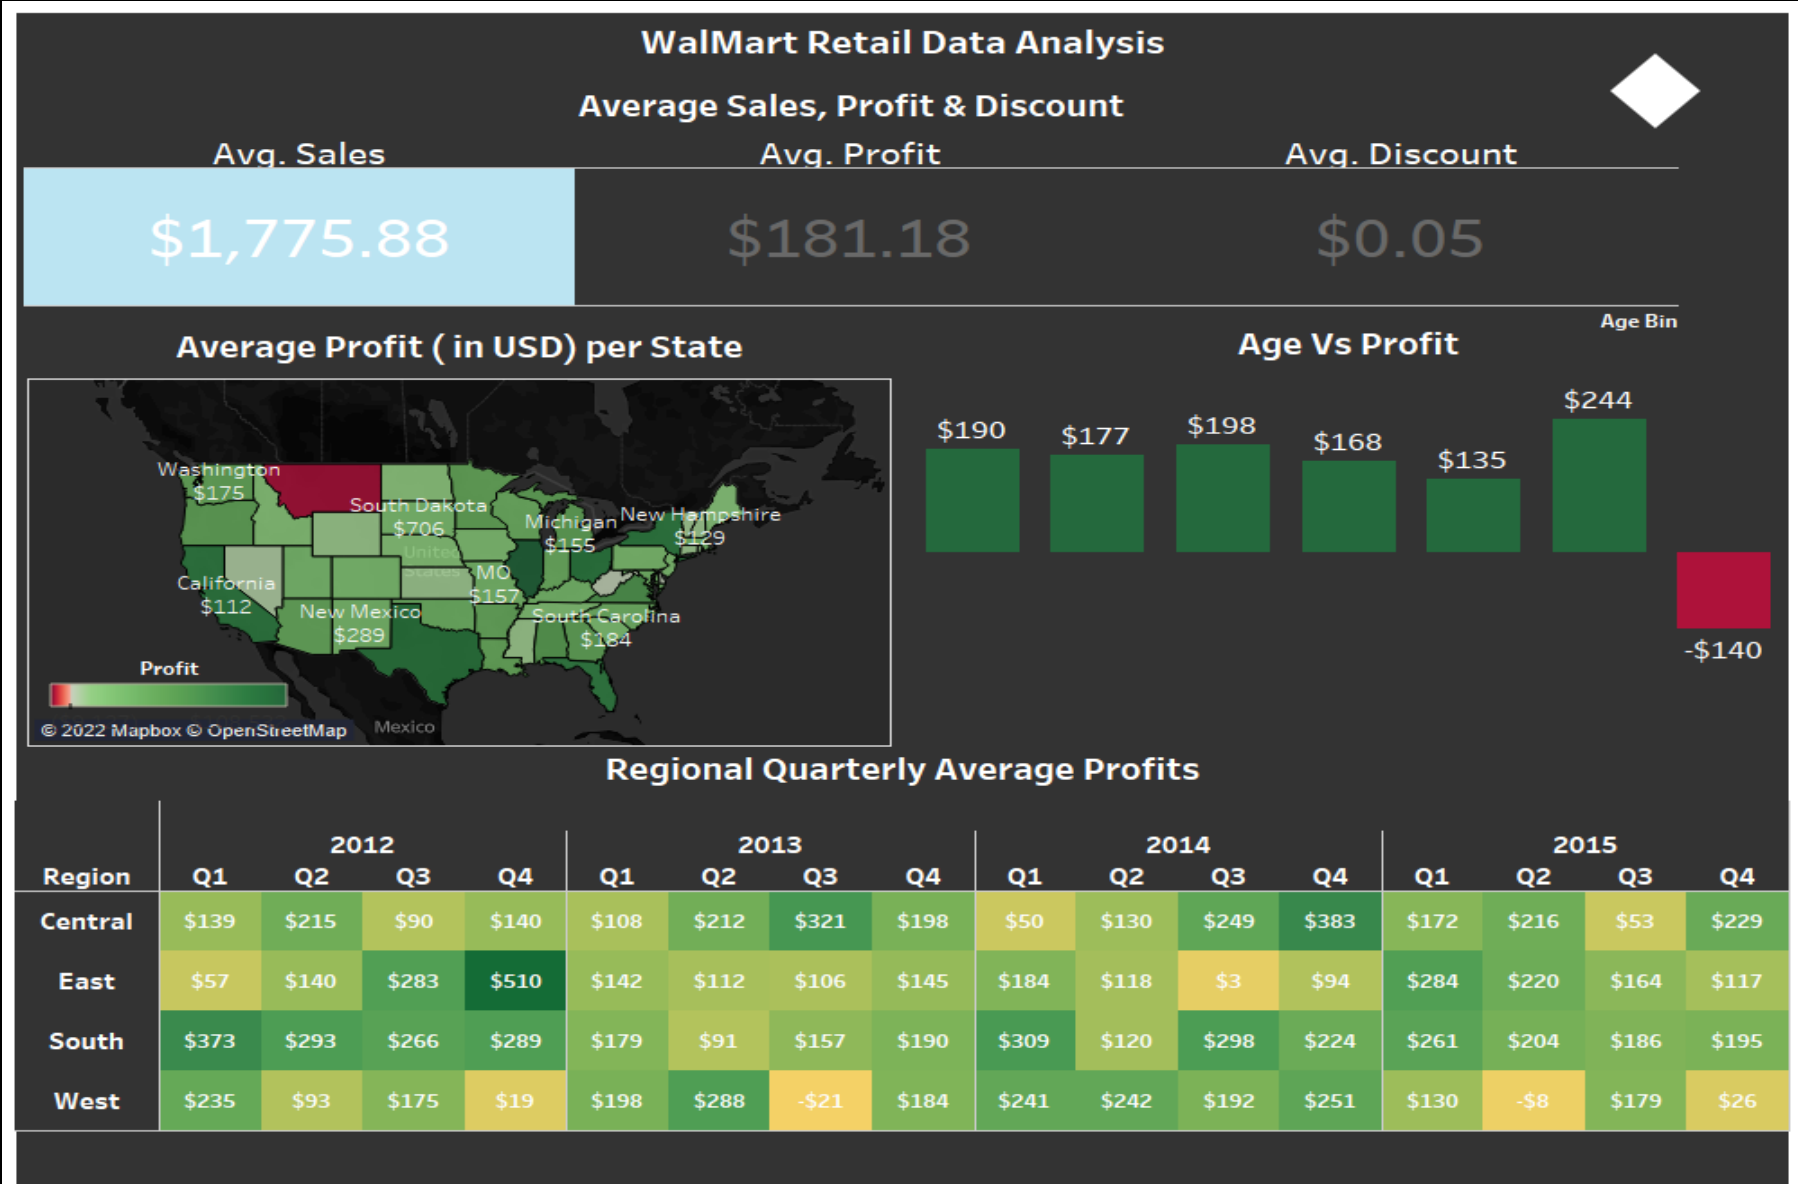 WalMart Retail Data Analysis
Average Sales, Profit & Discount
Avg. Sales Avg. Profit Avg. Discount
$1,775.88 $181.18 $0.05
Average Profit ( in USD) per State
Washington
$175
South Dakota
$706
Michigan
$155
New Hampshire
$129
United
States
MO
$157
California
$112
New Mexico
$289
South Carolina
$184
Profit
© 2022 Mapbox © OpenStreetMap
Mexico
Age Bin
Age Vs Profit
$190 $177 $198 $168 $135 $244
-$140
Regional Quarterly Average Profits
2012 2013 2014 2015
Region Q1 Q2 Q3 Q4 Q1 Q2 Q3 Q4 Q1 Q2 Q3 Q4 Q1 Q2 Q3 Q4
Central $139 $215 $90 $140 $108 $212 $321 $198 $50 $130 $249 $383 $172 $216 $53 $229
East $57 $140 $283 $510 $142 $112 $106 $145 $184 $118 $3 $94 $284 $220 $164 $117
South $373 $293 $266 $289 $179 $91 $157 $190 $309 $120 $298 $224 $261 $204 $186 $195
West $235 $93 $175 $19 $198 $288 -$21 $184 $241 $242 $192 $251 $130 -$8 $179 $26